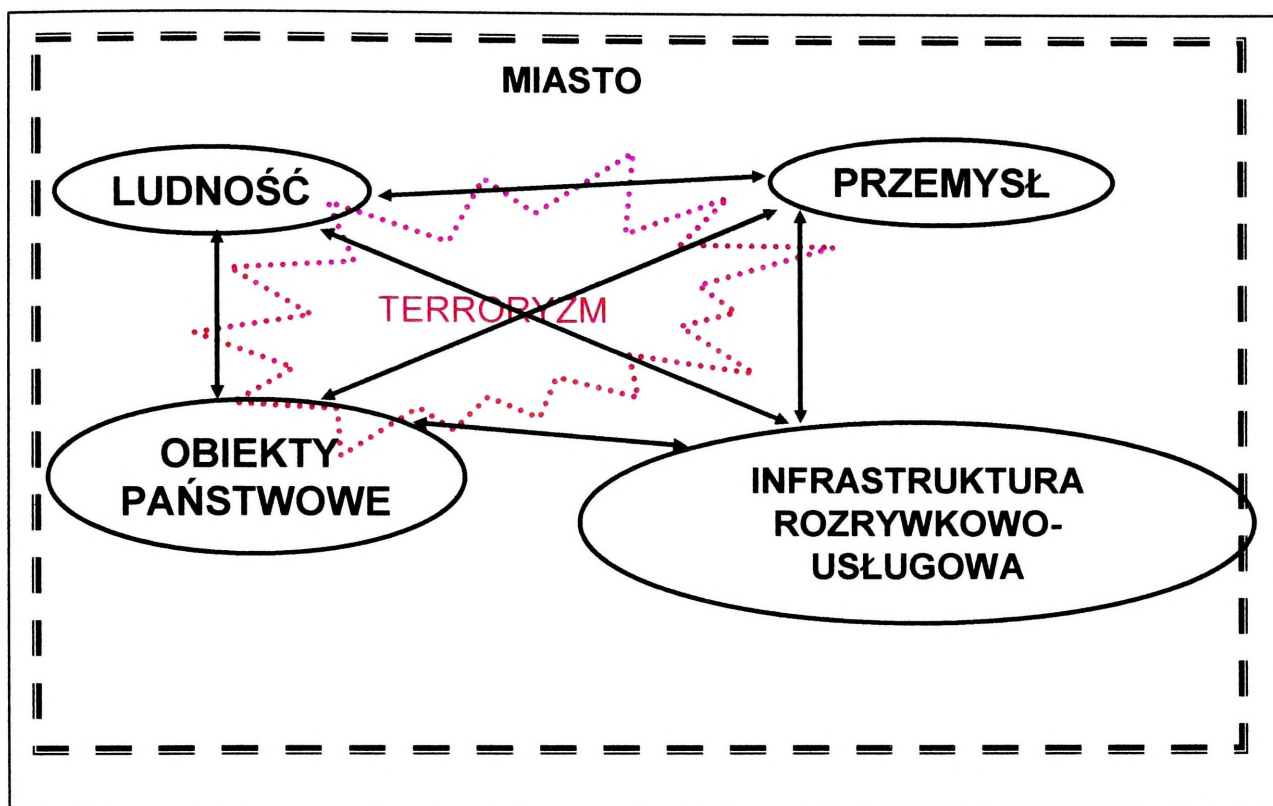 MIASTO
LUDNOŚĆ
PRZEMYSŁ
TERRORYZM
OBIEKTY
PAŃSTWOWE
INFRASTRUKTURA
ROZRYWKOWO-
USŁUGOWA